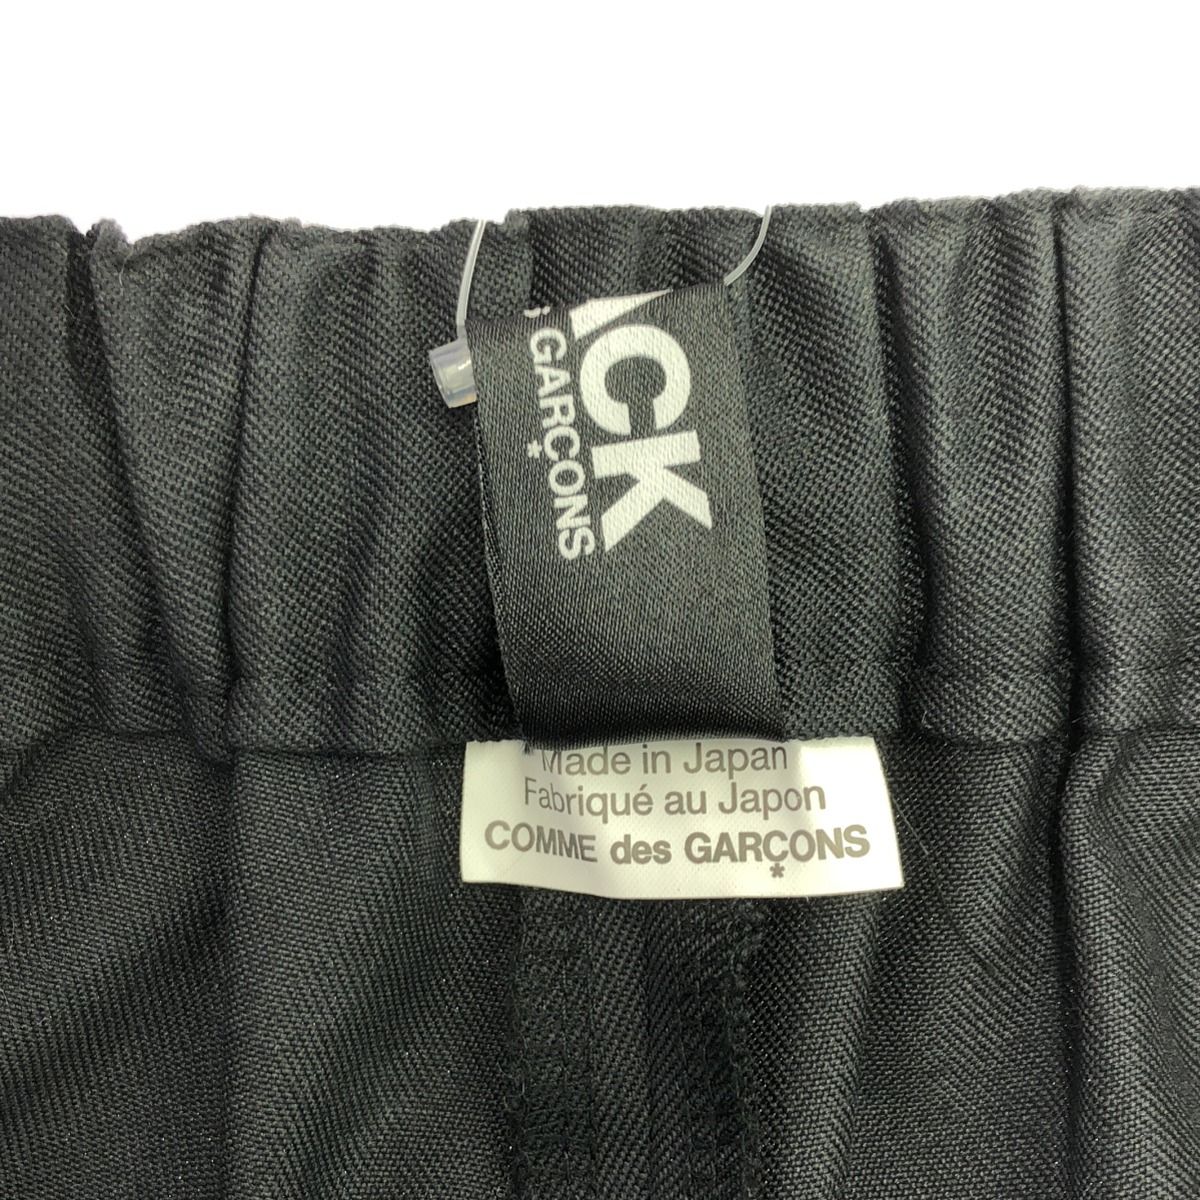 ACK
GARÇONS
*
Made in Japan
Fabriqué au Japon
COMME des GARÇONS
*